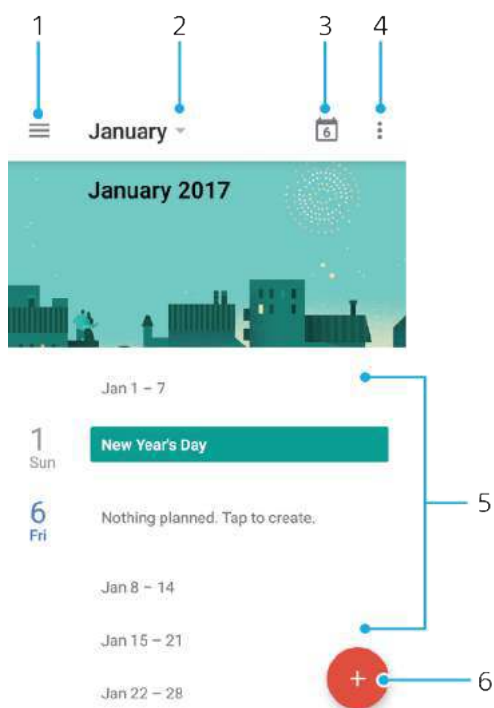 1 2 3 4
January 6
January 2017
Jan 1 – 7
1 New Year's Day
Sun
6 Nothing planned. Tap to create.
Fri
5
Jan 8 – 14
Jan 15 – 21
+ 6
Jan 22 – 28